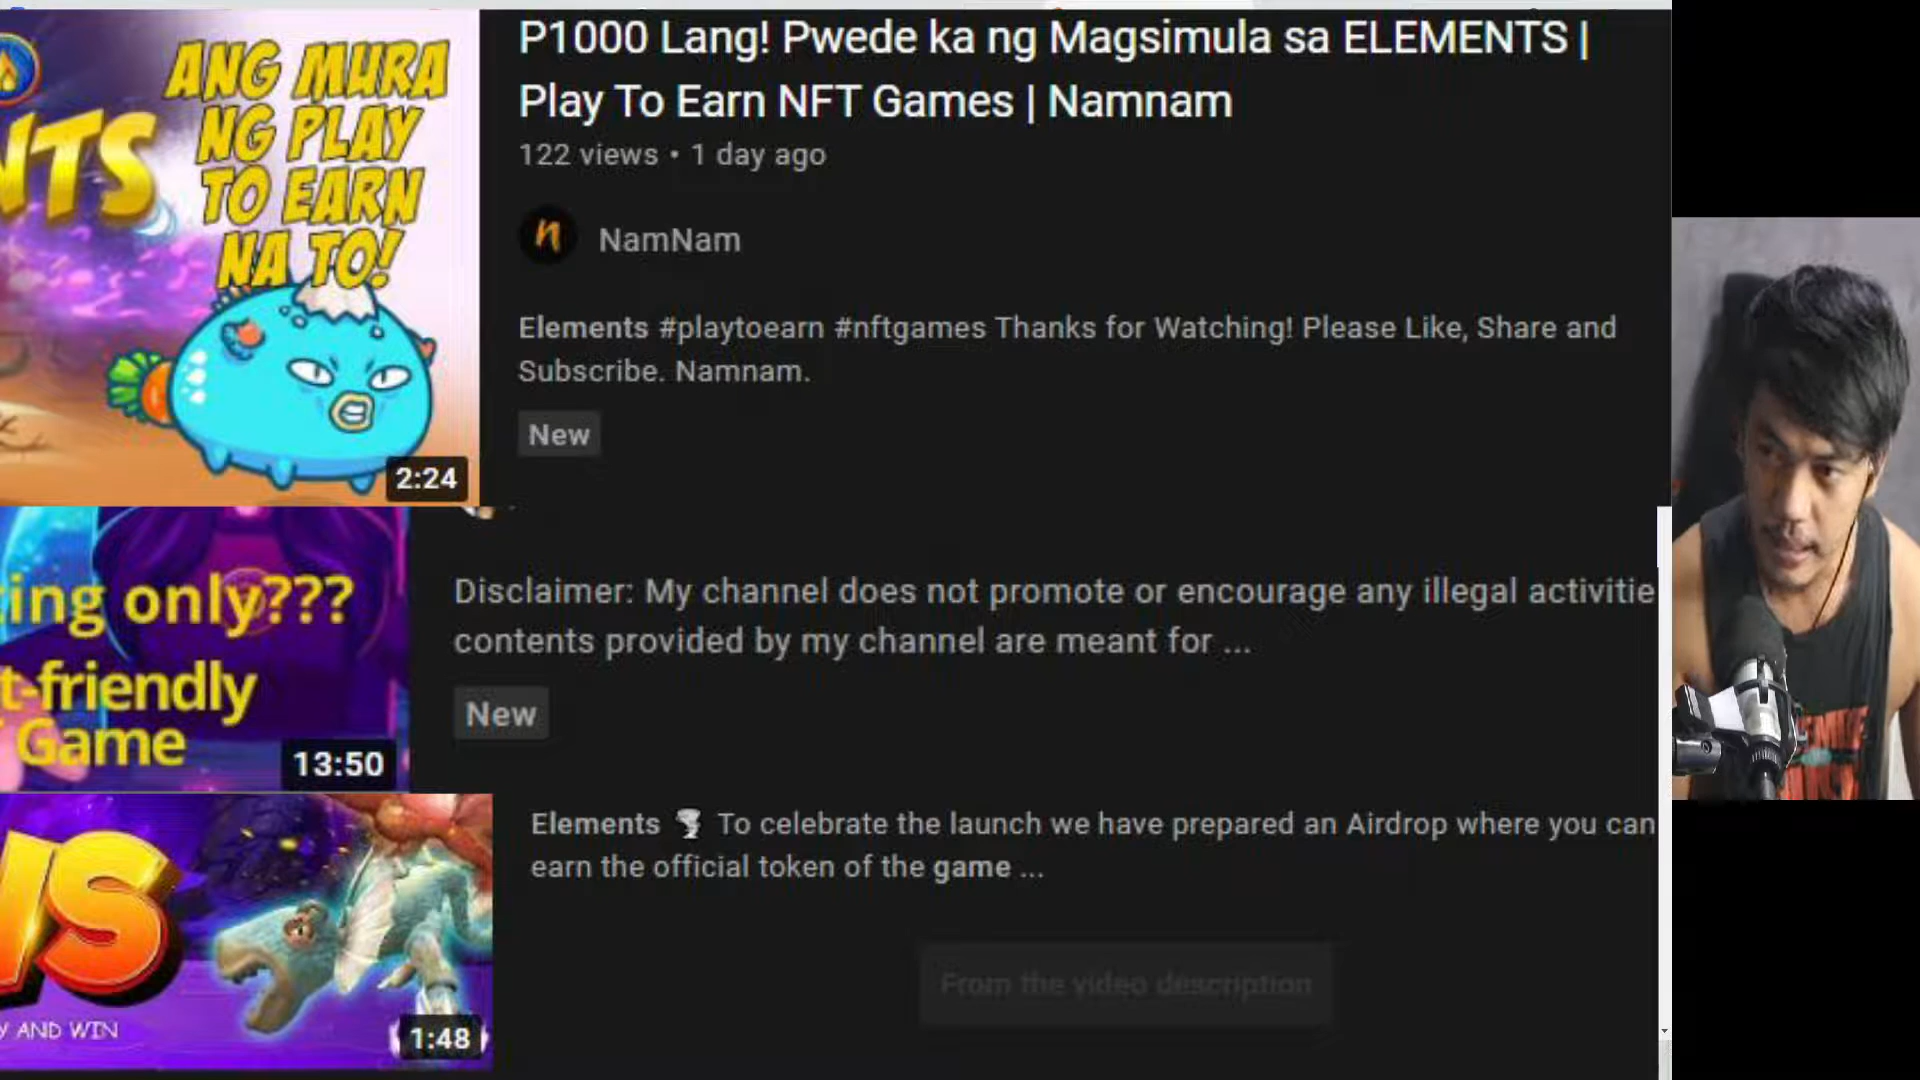 P1000 Lang! Pwede ka ng Magsimula sa ELEMENTS |
Play To Earn NFT Games | Namnam
122 views • 1 day ago
n NamNam
Elements #playtoearn #nftgames Thanks for Watching! Please Like, Share and
Subscribe. Namnam.
New
NTS
ANG MURA
NG PLAY
TO EARN
NA TO!
2:24
ing only???
t-friendly
Game
13:50
Disclaimer: My channel does not promote or encourage any illegal activitie
contents provided by my channel are meant for ...
New
NS
Y AND WIN
1:48
Elements To celebrate the launch we have prepared an Airdrop where you can
earn the official token of the game ...
From the video description